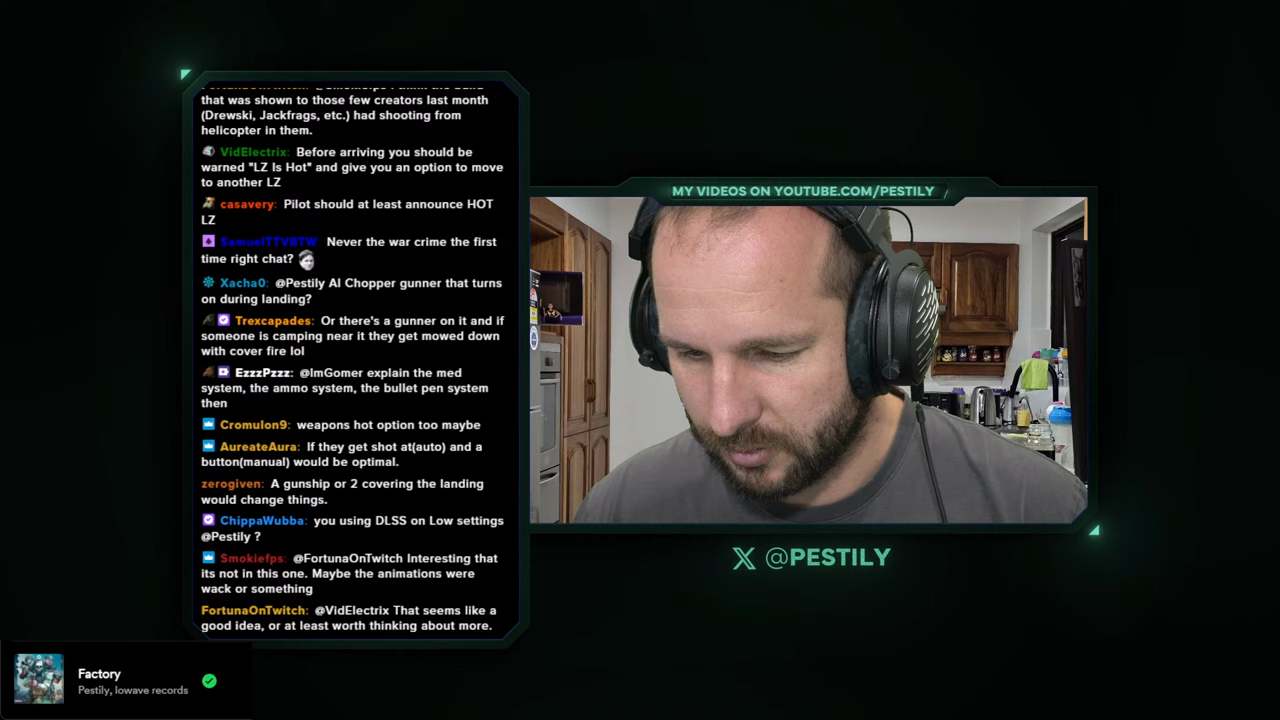 that was shown to those few creators last month
(Drewski, Jackfrags, etc.) had shooting from
helicopter in them.
VidElectrix: Before arriving you should be
warned "LZ Is Hot" and give you an option to move
to another LZ
casavery: Pilot should at least announce HOT
LZ
SamuelTTVBTW: Never the war crime the first
time right chat?
Xacha0: @Pestily AI Chopper gunner that turns
on during landing?
Trexcapades: Or there's a gunner on it and if
someone is camping near it they get mowed down
with cover fire lol
EzzzPzzz: @ImGomer explain the med
system, the ammo system, the bullet pen system
then
Cromulon9: weapons hot option too maybe
AureateAura: If they get shot at(auto) and a
button(manual) would be optimal.
zerogiven: A gunship or 2 covering the landing
would change things.
ChippaWubba: you using DLSS on Low settings
@Pestily ?
Smokiefps: @FortunaOnTwitch Interesting that
its not in this one. Maybe the animations were
wack or something
FortunaOnTwitch: @VidElectrix That seems like a
good idea, or at least worth thinking about more.
MY VIDEOS ON YOUTUBE.COM/PESTILY
X @PESTILY
Factory
Pestily, lowave records